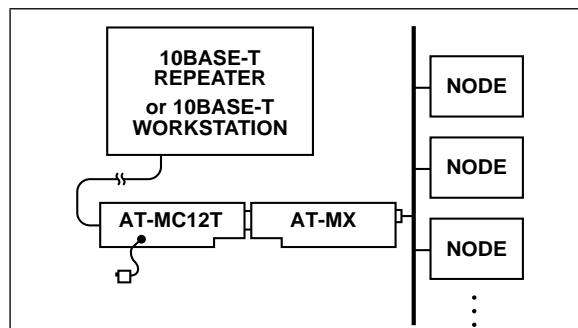 10BASE-T
REPEATER
or 10BASE-T
WORKSTATION
NODE
NODE
AT-MC12T
AT-MX
NODE